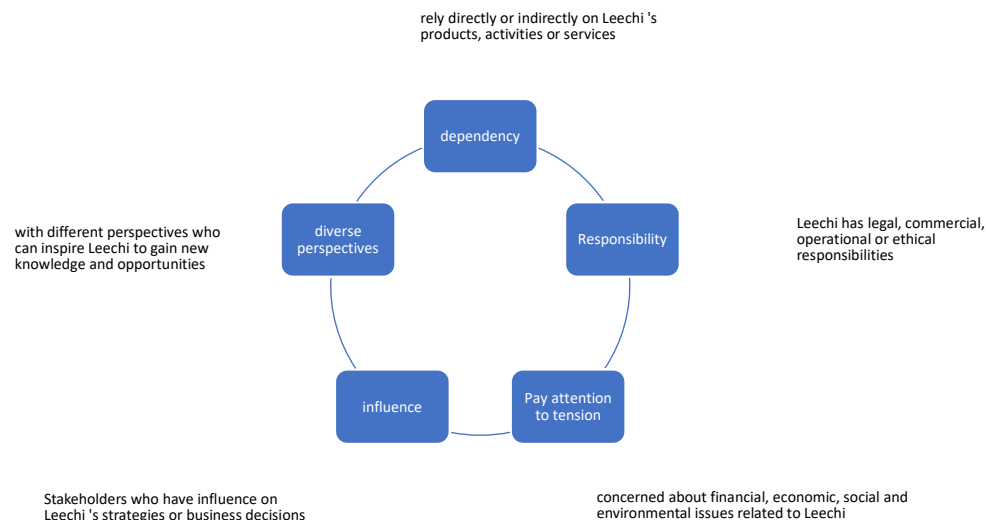 rely directly or indirectly on Leechi 's
products, activities or services
dependency
diverse
perspectives
with different perspectives who
can inspire Leechi to gain new
knowledge and opportunities
Responsibility
Leechi has legal, commercial,
operational or ethical
responsibilities
influence
Pay attention
to tension
Stakeholders who have influence on
Leechi 's strategies or business decisions
concerned about financial, economic, social and
environmental issues related to Leechi